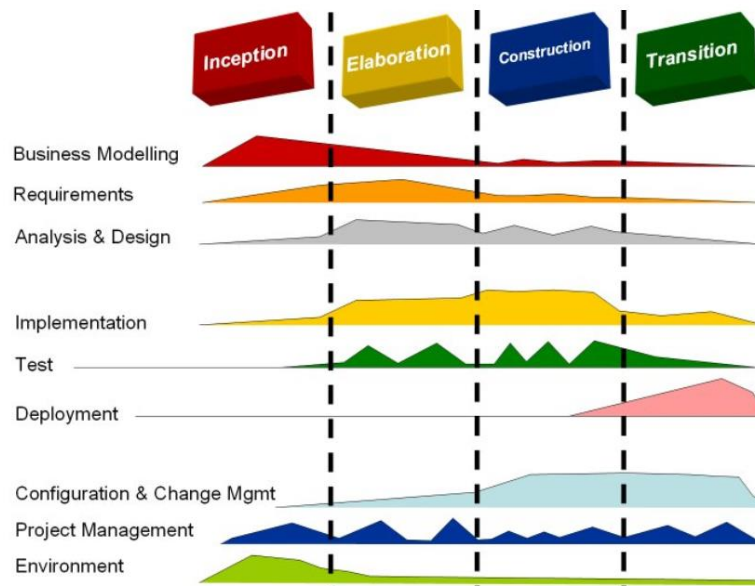 Inception
Elaboration
Construction
Transition
Business Modelling
Requirements
Analysis & Design
Implementation
Test
Deployment
Configuration & Change Mgmt
Project Management
Environment